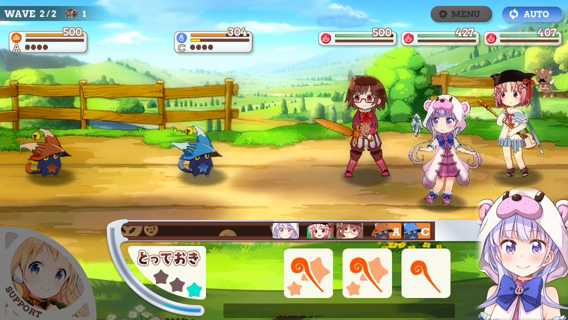 WAVE 2/2 1
MENU
AUTO
500
A
304
C
500
427
407
A C
とっておき
SUPPORT